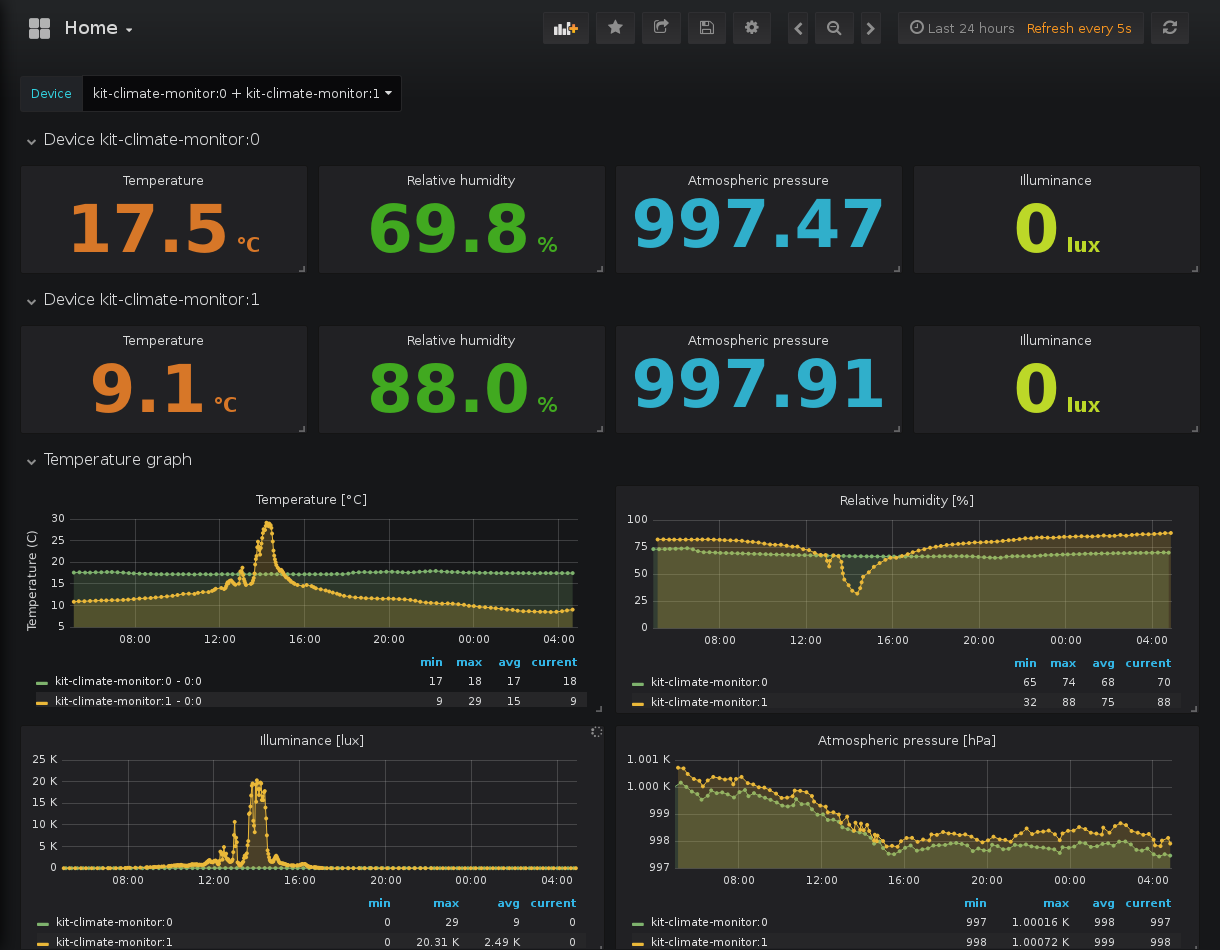 Home
Last 24 hours Refresh every 5s
Device kit-climate-monitor:0 + kit-climate-monitor:1
Device kit-climate-monitor:0
Temperature Relative humidity Atmospheric pressure Illuminance
17.5 °C 69.8 % 997.47 0 lux
Device kit-climate-monitor:1
Temperature Relative humidity Atmospheric pressure Illuminance
9.1 °C 88.0 % 997.91 0 lux
Temperature graph
Temperature [°C]
Temperature (C)
30
25
20
15
10
5
08:00 12:00 16:00 20:00 00:00 04:00
min max avg current
kit-climate-monitor:0 - 0:0 17 18 17 18
kit-climate-monitor:1 - 0:0 9 29 15 9
Relative humidity [%]
100
75
50
25
0
08:00 12:00 16:00 20:00 00:00 04:00
min max avg current
kit-climate-monitor:0 65 74 68 70
kit-climate-monitor:1 32 88 75 88
Illuminance [lux]
25 K
20 K
15 K
10 K
5 K
0
08:00 12:00 16:00 20:00 00:00 04:00
min max avg current
kit-climate-monitor:0 0 29 9 0
kit-climate-monitor:1 0 20.31 K 2.49 K 0
Atmospheric pressure [hPa]
1.001 K
1.000 K
999
998
997
08:00 12:00 16:00 20:00 00:00 04:00
min max avg current
kit-climate-monitor:0 997 1.00016 K 998 997
kit-climate-monitor:1 998 1.00072 K 999 998